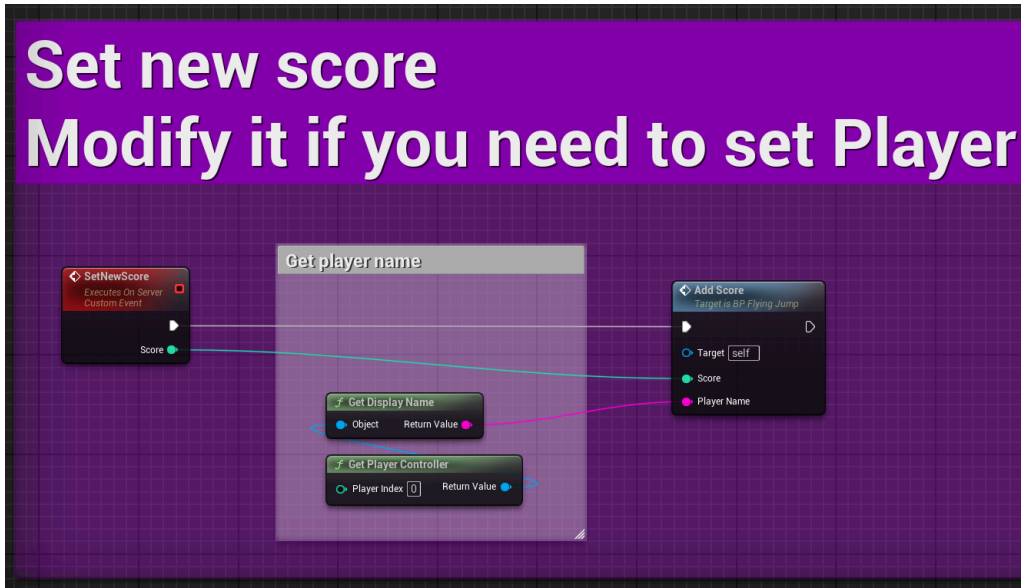 Set new score
Modify it if you need to set Player
SetNewScore
Executes On Server
Custom Event
Score
Get player name
Get Display Name
Object Return Value
Get Player Controller
Player Index 0 Return Value
Add Score
Target is BP Flying Jump
Target self
Score
Player Name